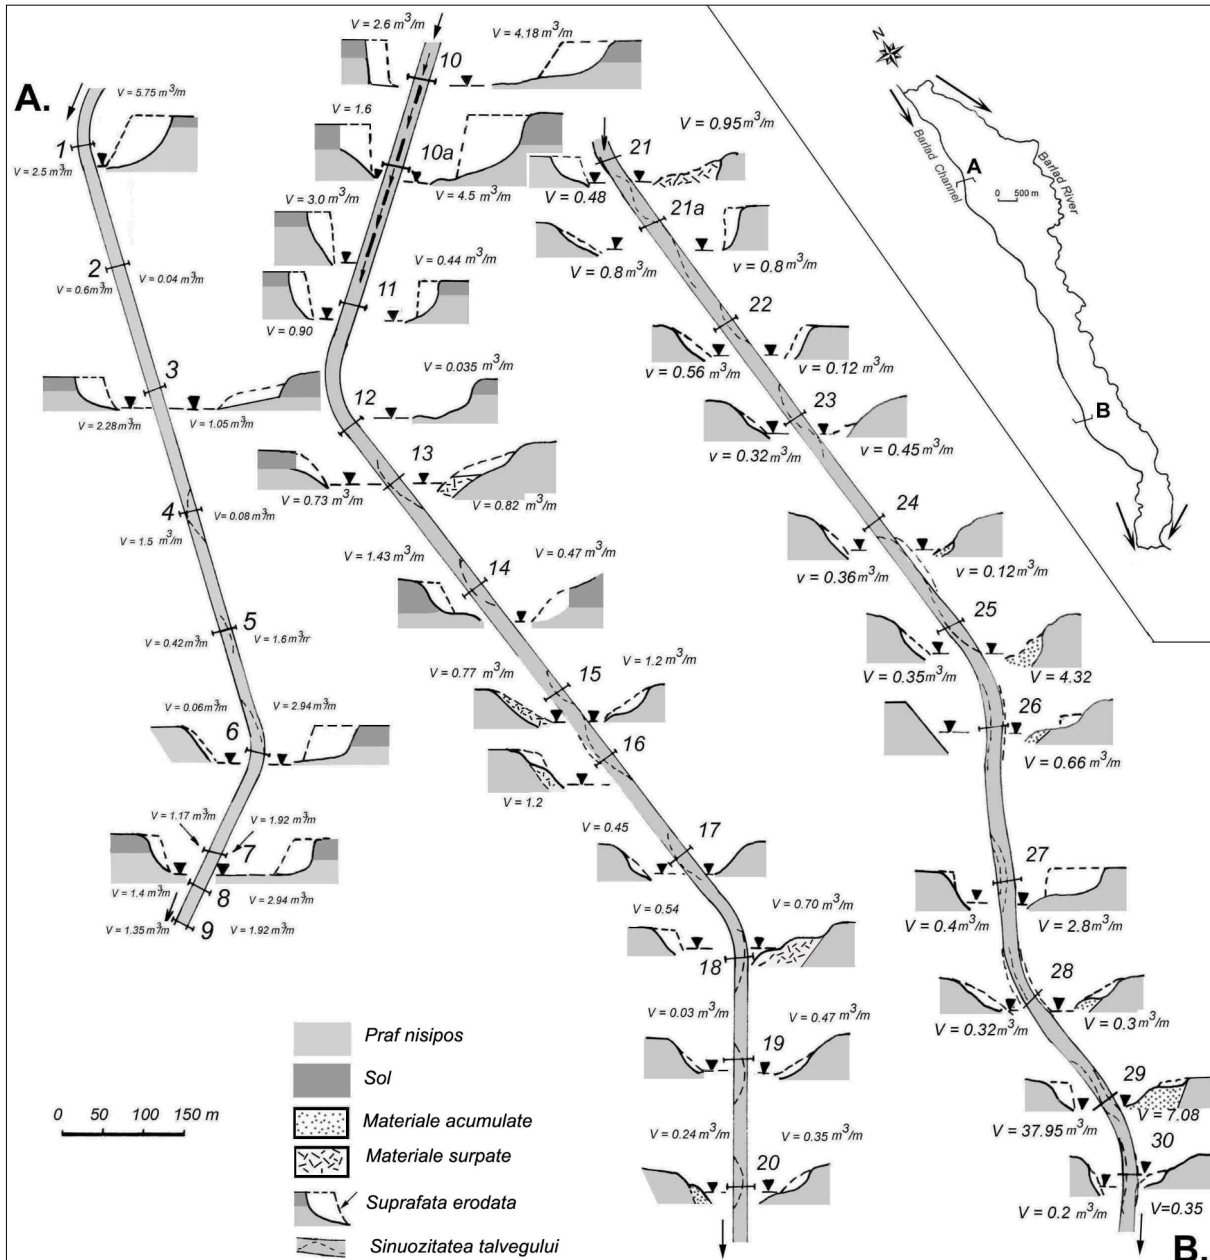 A.
V = 5.75 m³/m
1
V = 2.5 m³/m
2
V = 0.6 m³/m
V = 0.04 m³/m
3
V = 2.28 m³/m
V = 1.05 m³/m
4
V = 0.08 m³/m
V = 1.5 m³/m
5
V = 0.42 m³/m
V = 1.6 m³/m
V = 0.06 m³/m
V = 2.94 m³/m
6
V = 1.17 m³/m
V = 1.92 m³/m
7
V = 1.4 m³/m
8
V = 2.94 m³/m
V = 1.35 m³/m
9
V = 1.92 m³/m
V = 2.6 m³/m
V = 4.18 m³/m
10
V = 1.6
10a
V = 3.0 m³/m
V = 4.5 m³/m
V = 0.44 m³/m
11
V = 0.90
V = 0.035 m³/m
12
13
V = 0.73 m³/m
V = 0.82 m³/m
V = 1.43 m³/m
V = 0.47 m³/m
14
V = 0.77 m³/m
V = 1.2 m³/m
15
16
V = 1.2
V = 0.45
17
V = 0.54
V = 0.70 m³/m
18
V = 0.03 m³/m
V = 0.47 m³/m
19
V = 0.24 m³/m
V = 0.35 m³/m
20
V = 0.95 m³/m
21
V = 0.48
21a
V = 0.8 m³/m
v = 0.8 m³/m
22
v = 0.56 m³/m
v = 0.12 m³/m
23
v = 0.32 m³/m
v = 0.45 m³/m
24
v = 0.36 m³/m
v = 0.12 m³/m
25
V = 0.35 m³/m
V = 4.32
26
V = 0.66 m³/m
27
V = 0.4 m³/m
V = 2.8 m³/m
28
V = 0.32 m³/m
V = 0.3 m³/m
29
V = 7.08
V = 37.95 m³/m
30
V = 0.2 m³/m
V=0.35
B.
N
Barlad Channel
A
0 500 m
Barlad River
B
Praf nisipos
Sol
Materiale acumulate
Materiale surpate
Suprafata erodata
Sinuozitatea talvegului
0 50 100 150 m